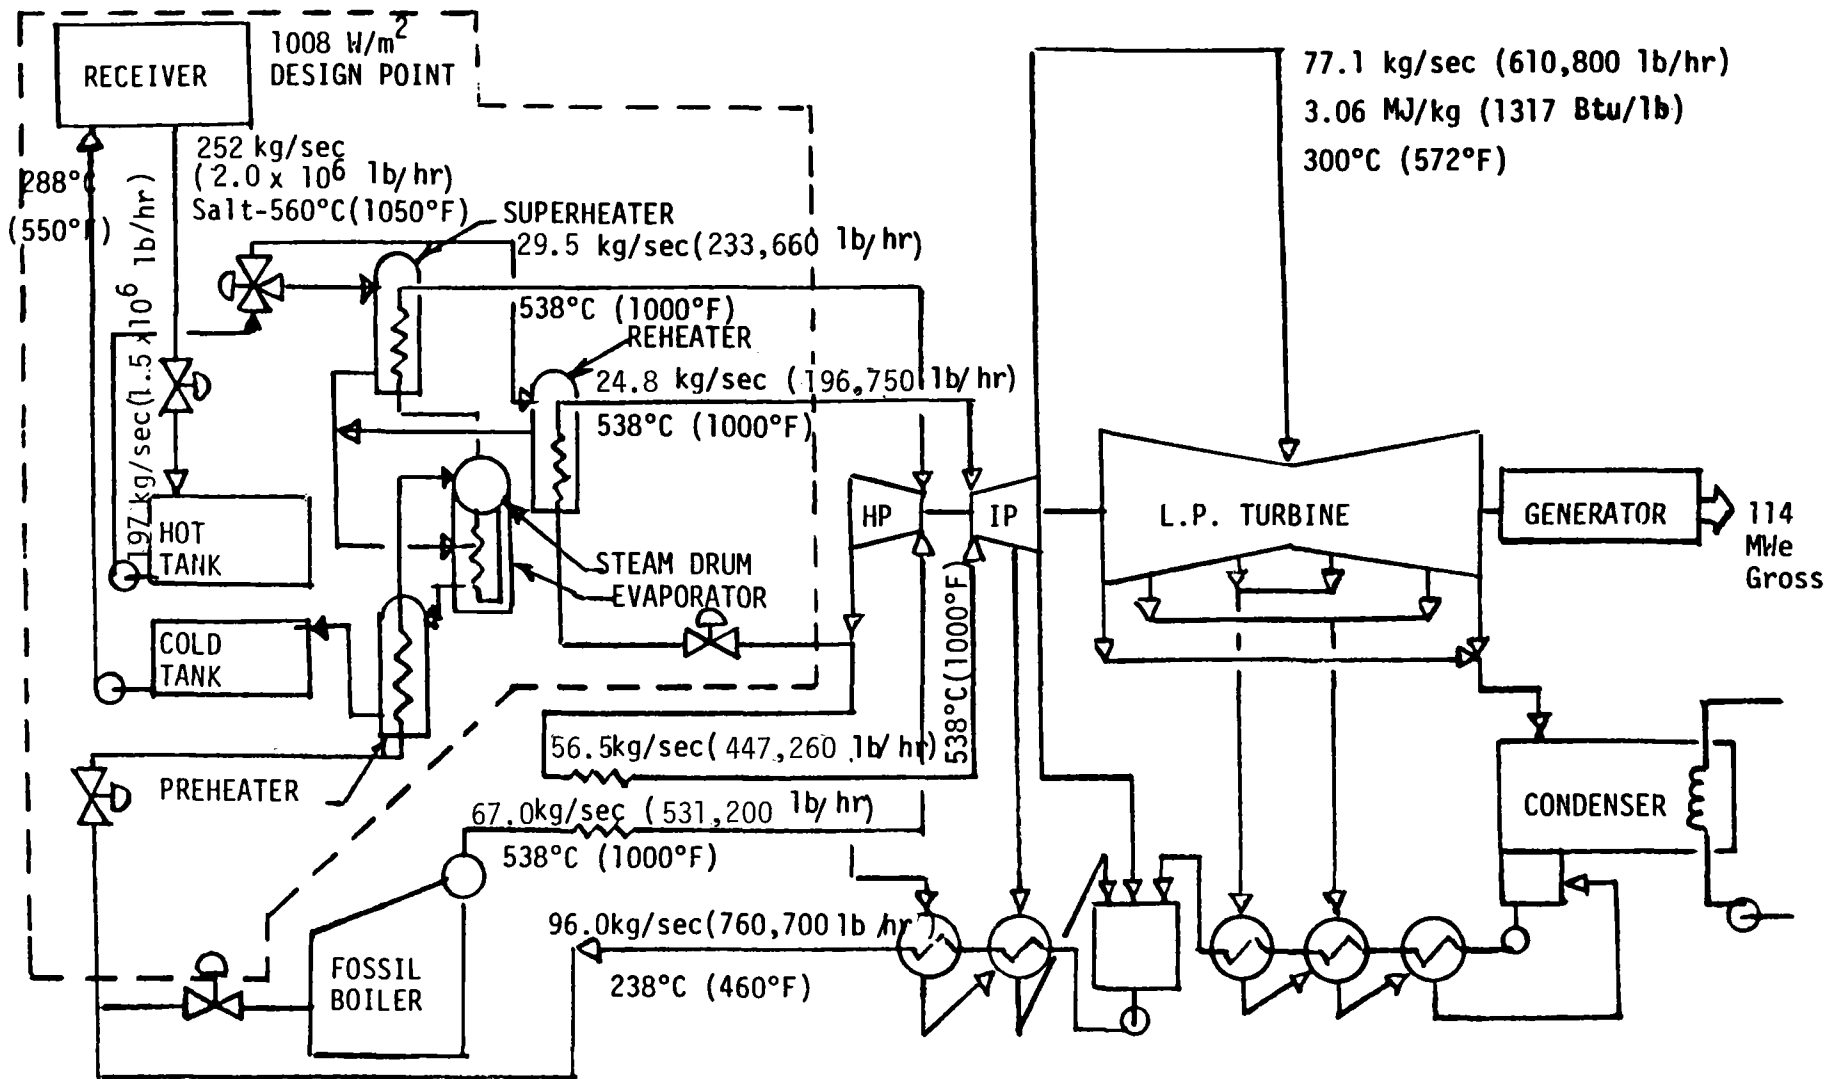 RECEIVER
1008 W/m²
DESIGN POINT
77.1 kg/sec (610,800 lb/hr)
3.06 MJ/kg (1317 Btu/lb)
300°C (572°F)
288°C
(550°F)
252 kg/sec
(2.0 x 10⁶ lb/hr)
Salt-560°C(1050°F)
197 kg/sec(1.5 x 10⁶ lb/hr)
SUPERHEATER
29.5 kg/sec(233,660 lb/hr)
538°C (1000°F)
REHEATER
24.8 kg/sec (196,750 lb/hr)
538°C (1000°F)
HP
IP
L.P. TURBINE
GENERATOR
114
MWe
Gross
HOT
TANK
STEAM DRUM
EVAPORATOR
COLD
TANK
538°C(1000°F)
56.5kg/sec(447,260 lb/hr)
PREHEATER
67.0kg/sec (531,200 lb/hr)
538°C (1000°F)
CONDENSER
96.0kg/sec(760,700 lb/hr)
238°C (460°F)
FOSSIL
BOILER